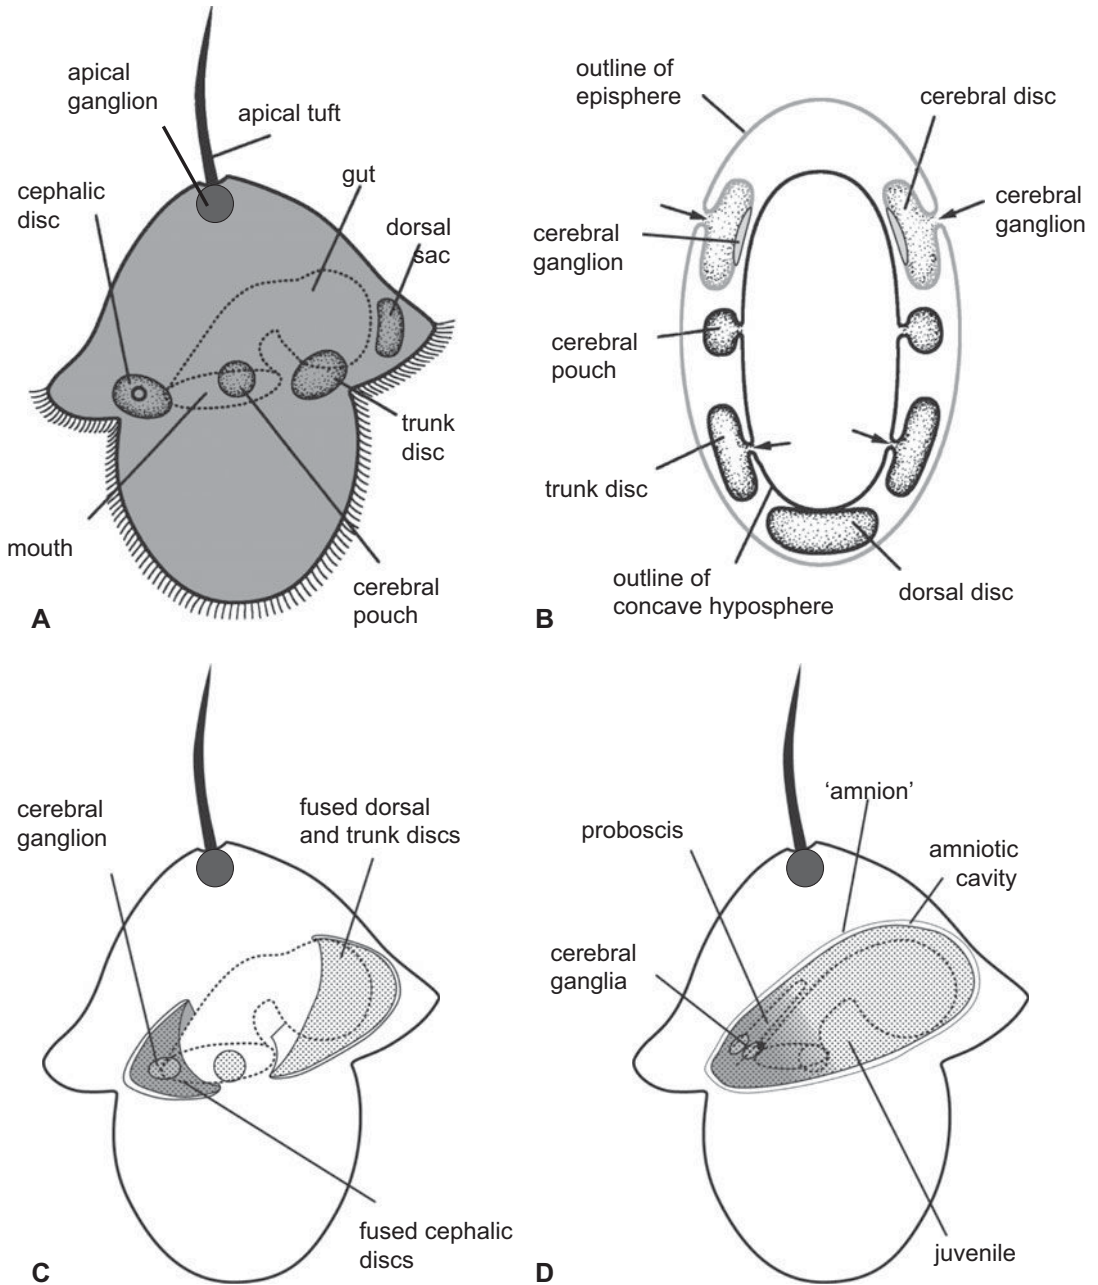 apical
ganglion
apical tuft
cephalic
disc
gut
dorsal
sac
trunk
disc
mouth
cerebral
pouch
A
outline of
episphere
cerebral disc
cerebral
ganglion
cerebral
ganglion
cerebral
pouch
trunk disc
outline of
concave hyposphere
dorsal disc
B
cerebral
ganglion
fused dorsal
and trunk discs
fused cephalic
discs
C
‘amnion’
proboscis
amniotic
cavity
cerebral
ganglia
juvenile
D